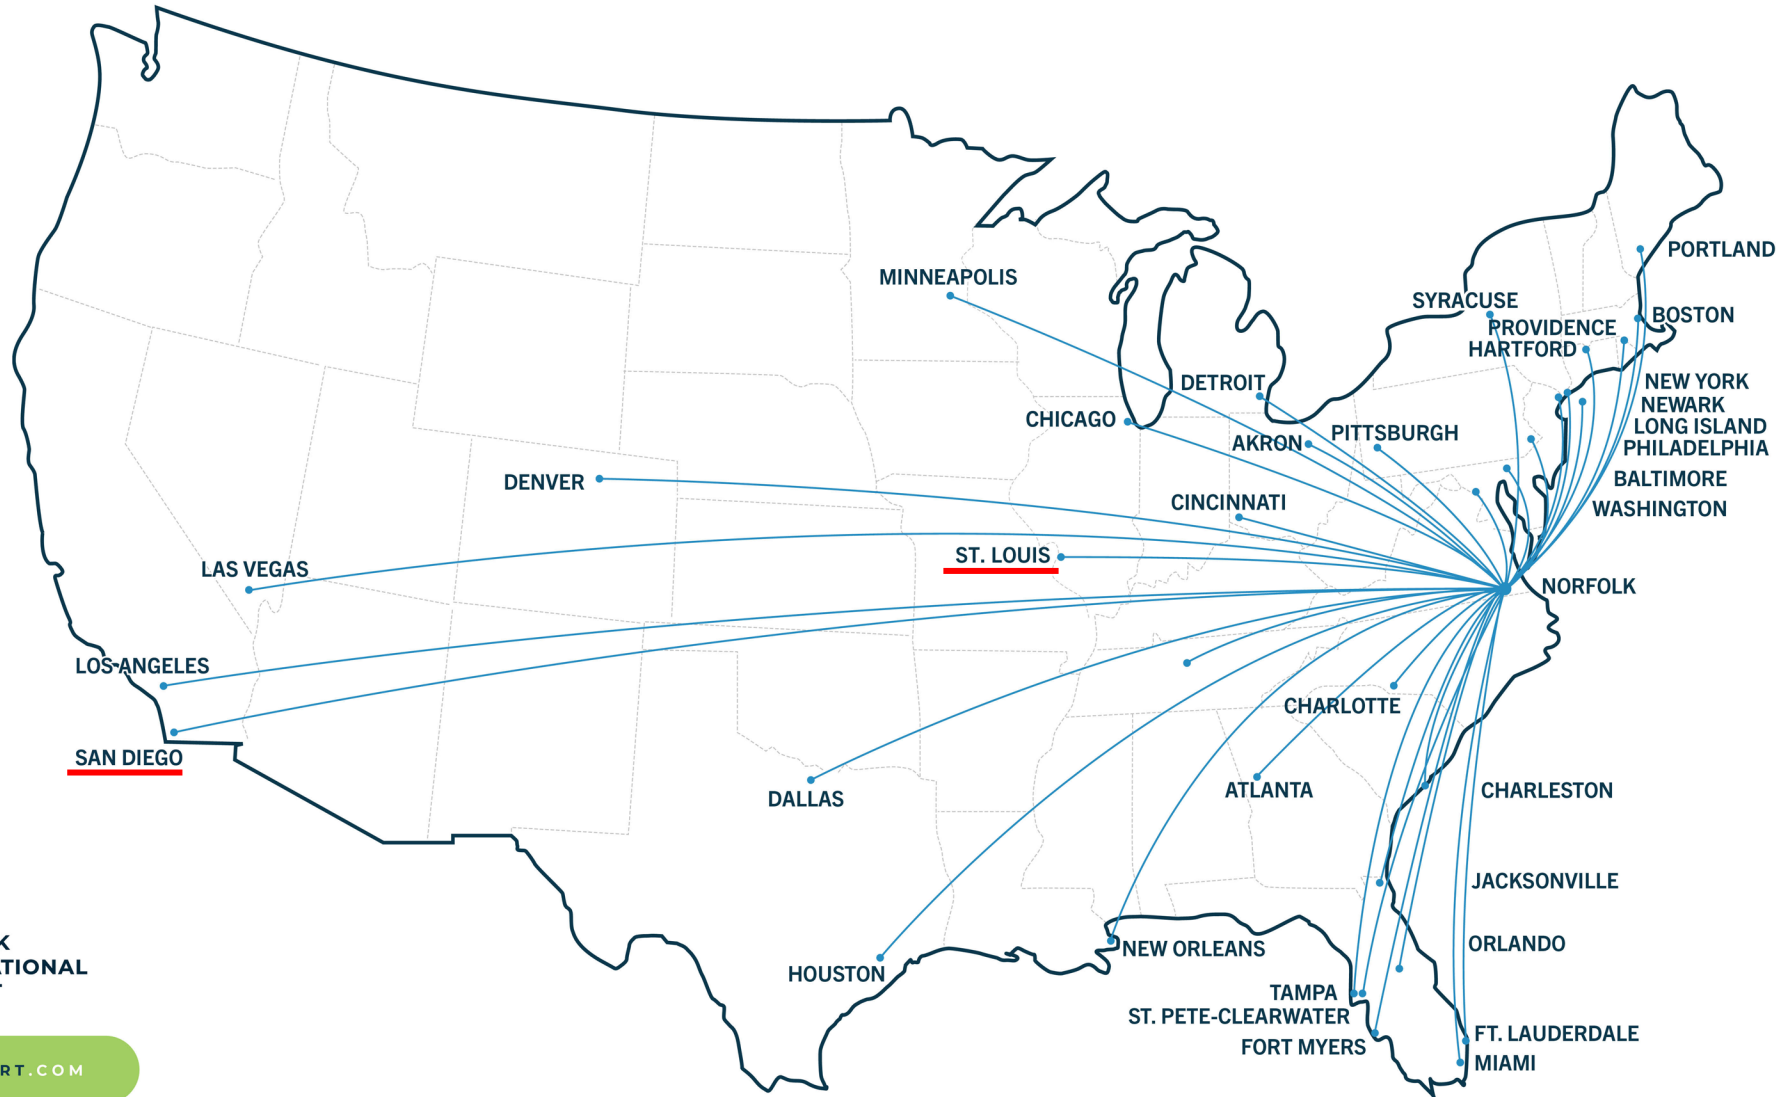 PORTLAND
MINNEAPOLIS
SYRACUSE
BOSTON
PROVIDENCE
HARTFORD
DETROIT
NEW YORK
NEWARK
CHICAGO
LONG ISLAND
AKRON
PITTSBURGH
PHILADELPHIA
DENVER
BALTIMORE
CINCINNATI
WASHINGTON
ST. LOUIS
LAS VEGAS
NORFOLK
LOS ANGELES
CHARLOTTE
SAN DIEGO
DALLAS
ATLANTA
CHARLESTON
JACKSONVILLE
K
ORLANDO
NEW ORLEANS
ATIONAL
HOUSTON
TAMPA
ST. PETE-CLEARWATER
FT. LAUDERDALE
FORT MYERS
MIAMI
RT.COM